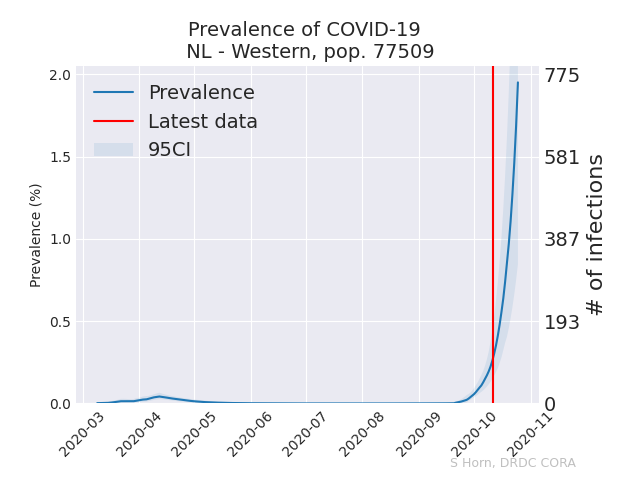 Prevalence of COVID-19
NL - Western, pop. 77509
Prevalence
Latest data
95CI
Prevalence (%)
2.0
1.5
1.0
0.5
0.0
775
581
387
193
0
# of infections
2020-03
2020-04
2020-05
2020-06
2020-07
2020-08
2020-09
2020-10
2020-11
S Horn, DRDC CORA